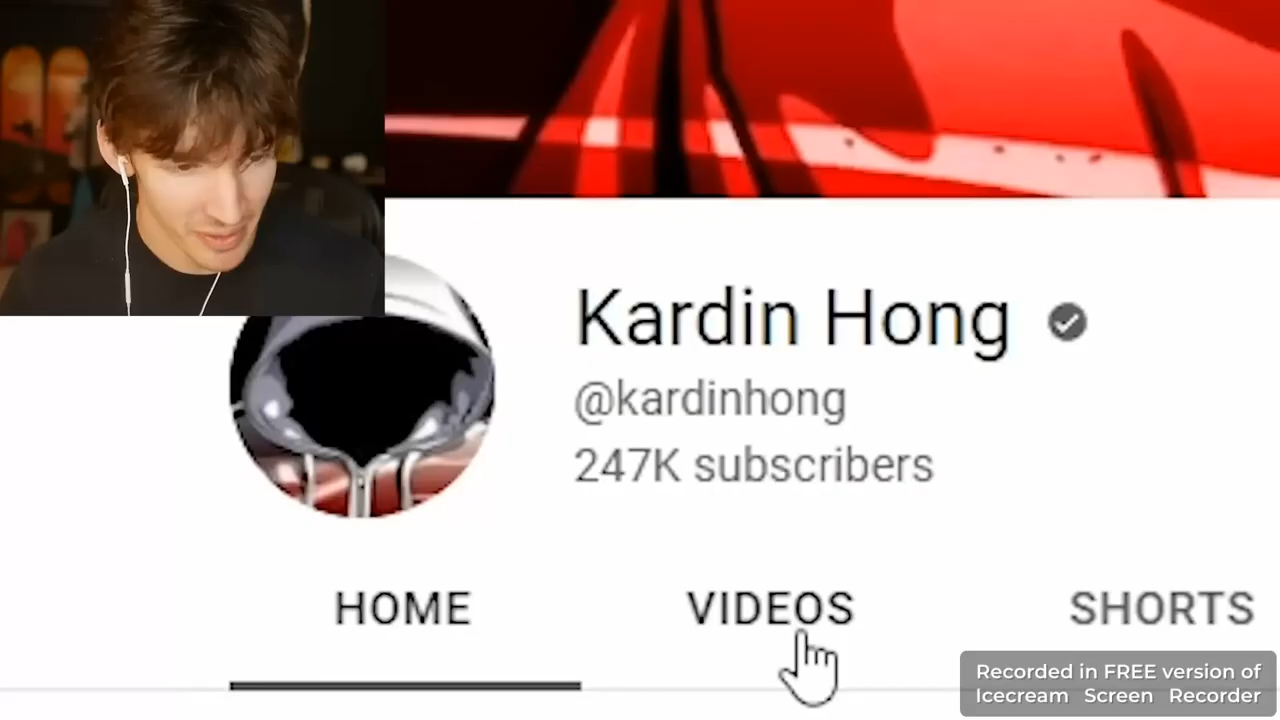 Kardin Hong
@kardinhong
247K subscribers
HOME VIDEOS SHORTS
Recorded in FREE version of
Icecream Screen Recorder